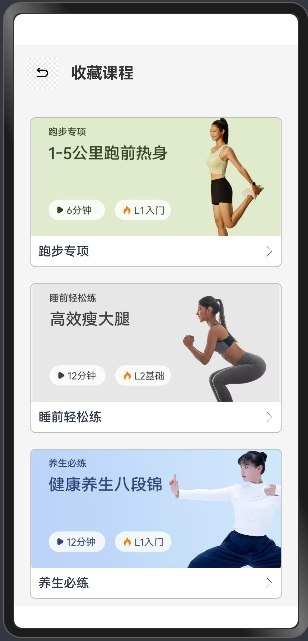 收藏课程
跑步专项
1-5公里跑前热身
6分钟
L1入门
跑步专项
睡前轻松练
高效瘦大腿
12分钟
L2基础
睡前轻松练
养生必练
健康养生八段锦
12分钟
L1入门
养生必练